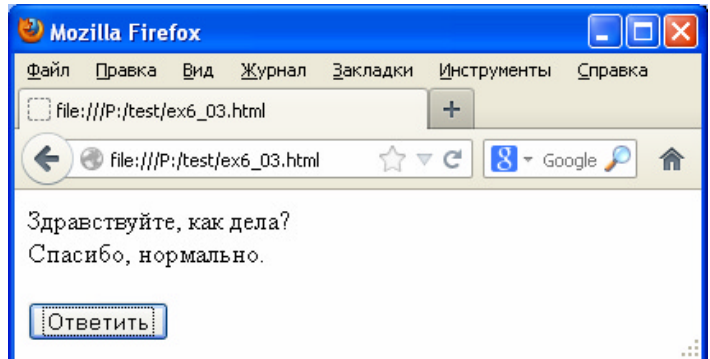 Mozilla Firefox
Файл Правка Вид Журнал Закладки Инструменты Справка
file:///P:/test/ex6_03.html
+
file:///P:/test/ex6_03.html 8 Google
Здравствуйте, как дела?
Спасибо, нормально.
Ответить